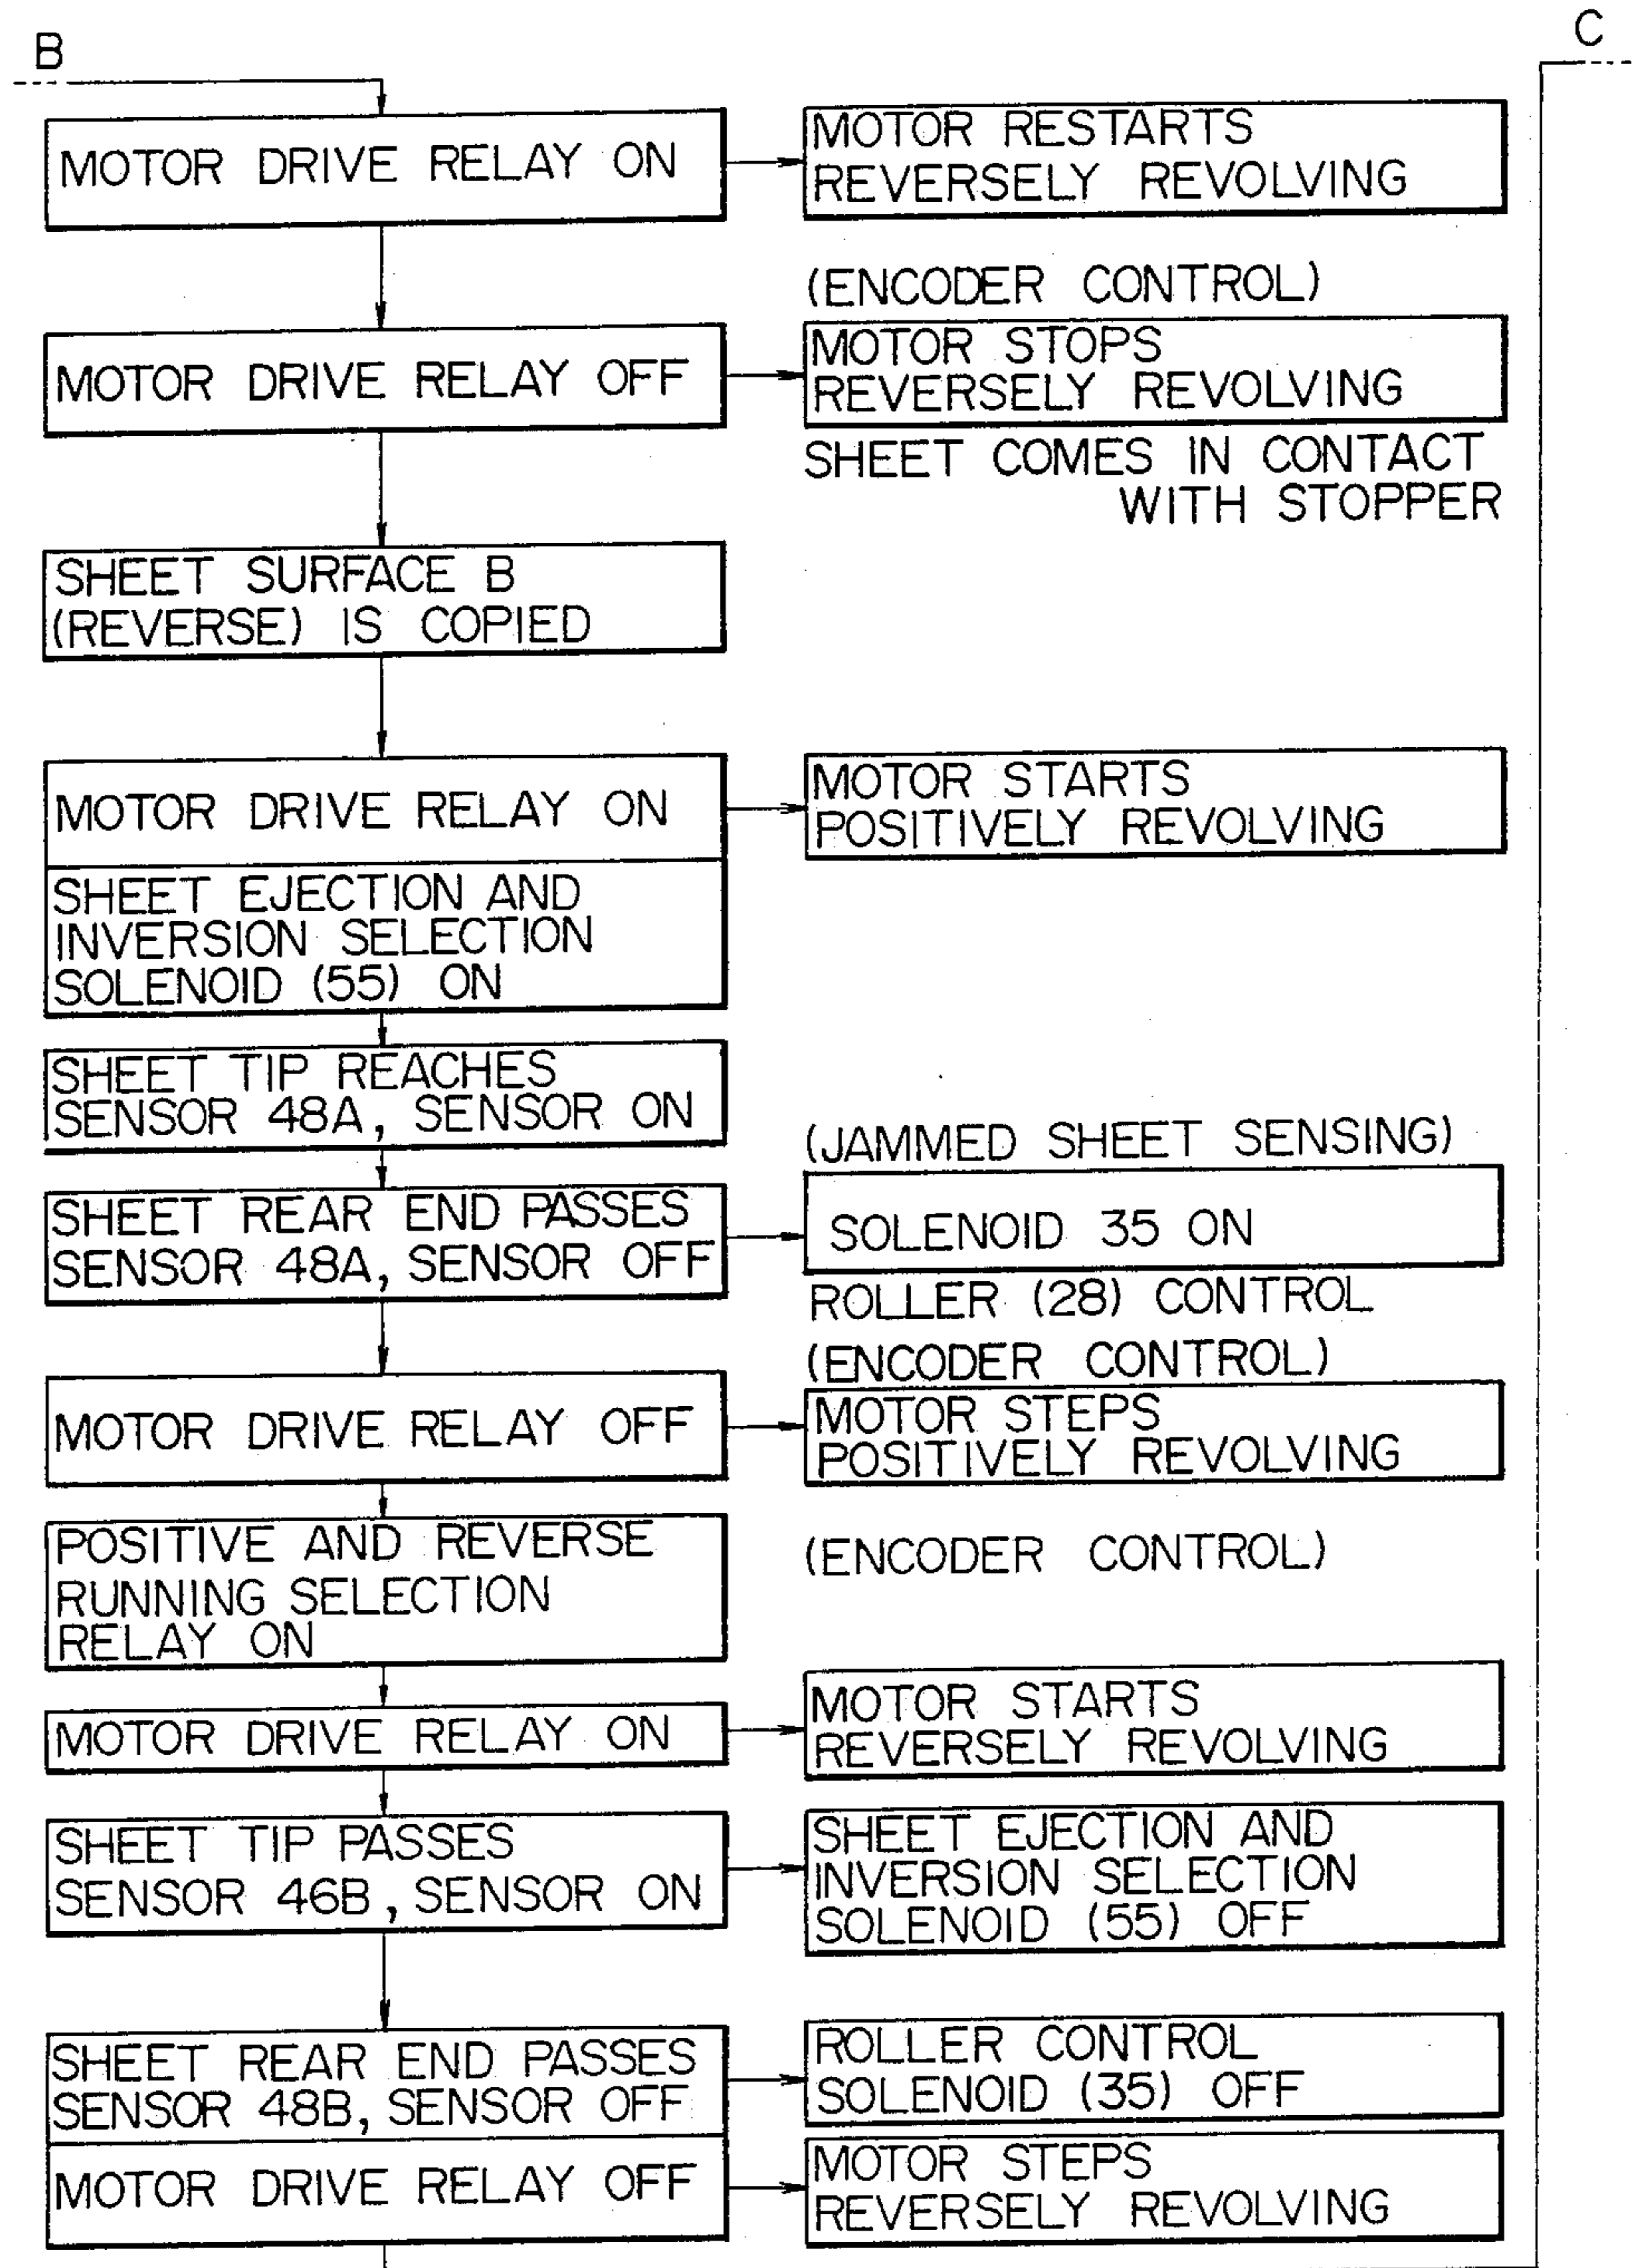 B
C
MOTOR DRIVE RELAY ON
MOTOR RESTARTS
REVERSELY REVOLVING
(ENCODER CONTROL)
MOTOR DRIVE RELAY OFF
MOTOR STOPS
REVERSELY REVOLVING
SHEET COMES IN CONTACT
WITH STOPPER
SHEET SURFACE B
(REVERSE) IS COPIED
MOTOR DRIVE RELAY ON
MOTOR STARTS
POSITIVELY REVOLVING
SHEET EJECTION AND
INVERSION SELECTION
SOLENOID (55) ON
SHEET TIP REACHES
SENSOR 48A, SENSOR ON
(JAMMED SHEET SENSING)
SHEET REAR END PASSES
SENSOR 48A, SENSOR OFF
SOLENOID 35 ON
ROLLER (28) CONTROL
(ENCODER CONTROL)
MOTOR DRIVE RELAY OFF
MOTOR STEPS
POSITIVELY REVOLVING
POSITIVE AND REVERSE
RUNNING SELECTION
RELAY ON
(ENCODER CONTROL)
MOTOR DRIVE RELAY ON
MOTOR STARTS
REVERSELY REVOLVING
SHEET TIP PASSES
SENSOR 46B, SENSOR ON
SHEET EJECTION AND
INVERSION SELECTION
SOLENOID (55) OFF
SHEET REAR END PASSES
SENSOR 48B, SENSOR OFF
ROLLER CONTROL
SOLENOID (35) OFF
MOTOR DRIVE RELAY OFF
MOTOR STEPS
REVERSELY REVOLVING